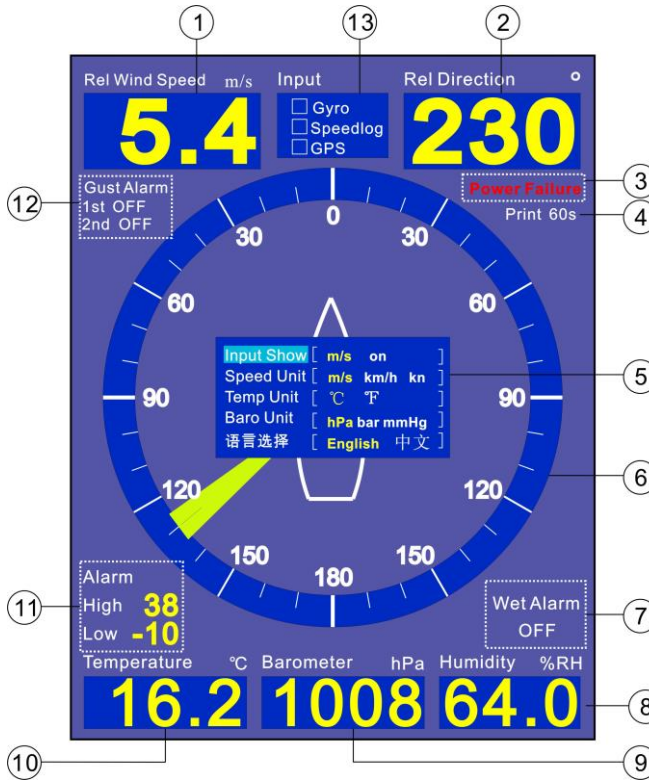 1 13 2
Rel Wind Speed m/s Input Rel Direction °
5.4 230
Gyro
Speedlog
GPS
Gust Alarm
1st OFF
2nd OFF
12
Power Failure 3
Print 60s 4
0
30 30
60 60
90 90
120 120
150 150
180
Input Show [ m/s on ]
Speed Unit [ m/s km/h kn ]
Temp Unit [ ℃ ℉ ]
Baro Unit [ hPa bar mmHg ]
语言选择 [ English 中文 ]
5
6
Alarm
High 38
Low -10
11
Wet Alarm
OFF
7
Temperature ℃ Barometer hPa Humidity %RH
16.2 1008 64.0
8
10 9